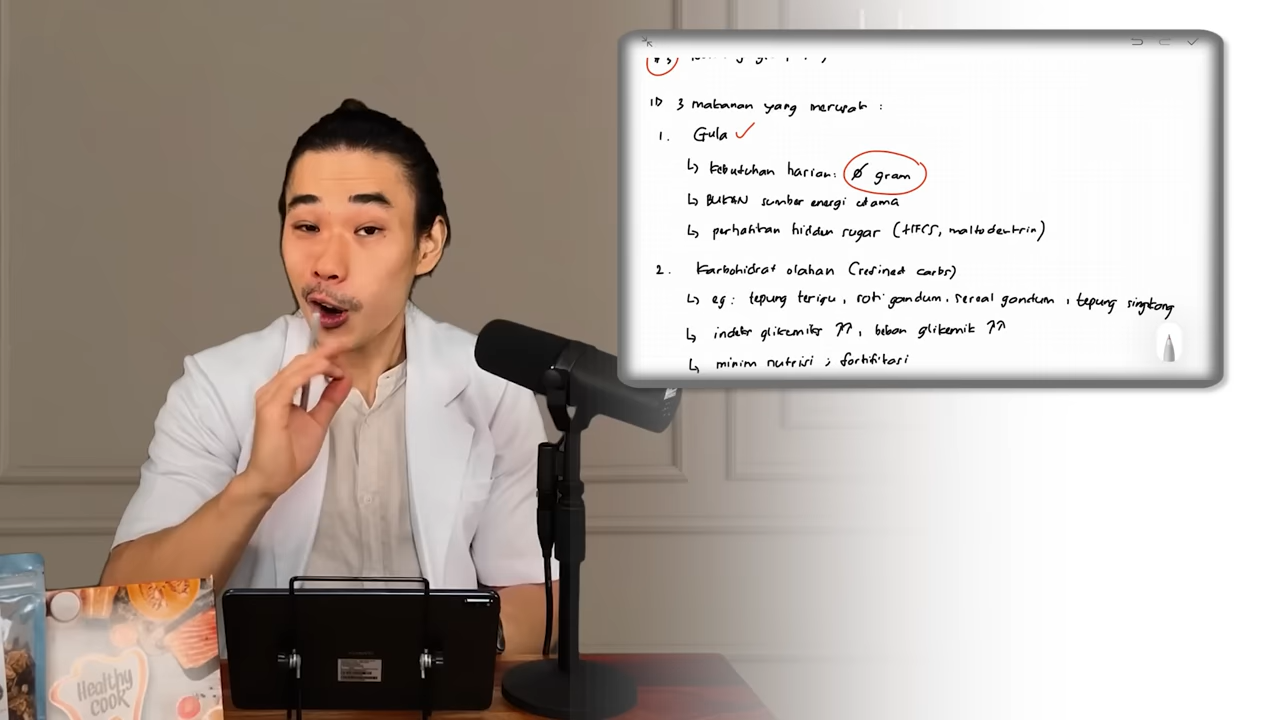 1) 3 makanan yang merusak :
1. Gula ✓
↳ Kebutuhan harian: Ø gram
↳ BUKAN sumber energi utama
↳ perhatikan hidden sugar (HFCS, maltodextrin)
2. Karbohidrat olahan (refined carbs)
↳ eg: tepung terigu, roti gandum, sereal gandum, tepung singkong
↳ indeks glikemiks ↗↗, beban glikemik ↗↗
↳ minim nutrisi ; fortifikasi
Healthy
cook